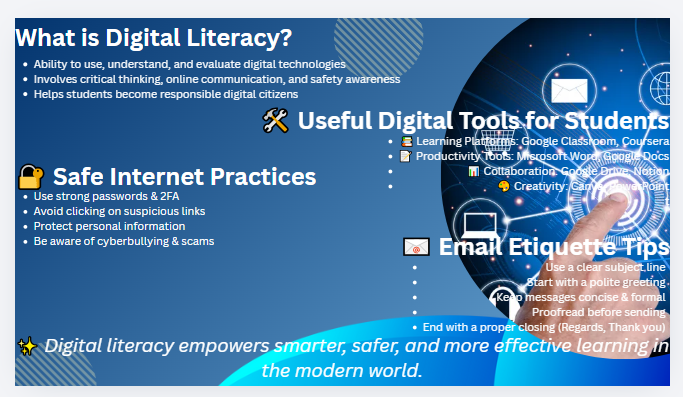 What is Digital Literacy?
Ability to use, understand, and evaluate digital technologies
Involves critical thinking, online communication, and safety awareness
Helps students become responsible digital citizens
🛠️ Useful Digital Tools for Students
📚 Learning Platforms: Google Classroom, Coursera
📝 Productivity Tools: Microsoft Word, Google Docs
📊 Collaboration: Google Drive, Notion
🎨 Creativity: Canva, PowerPoint
🔐 Safe Internet Practices
Use strong passwords & 2FA
Avoid clicking on suspicious links
Protect personal information
Be aware of cyberbullying & scams
📧 Email Etiquette Tips
Use a clear subject line
Start with a polite greeting
Keep messages concise & formal
Proofread before sending
End with a proper closing (Regards, Thank you)
✨ Digital literacy empowers smarter, safer, and more effective learning in
the modern world.